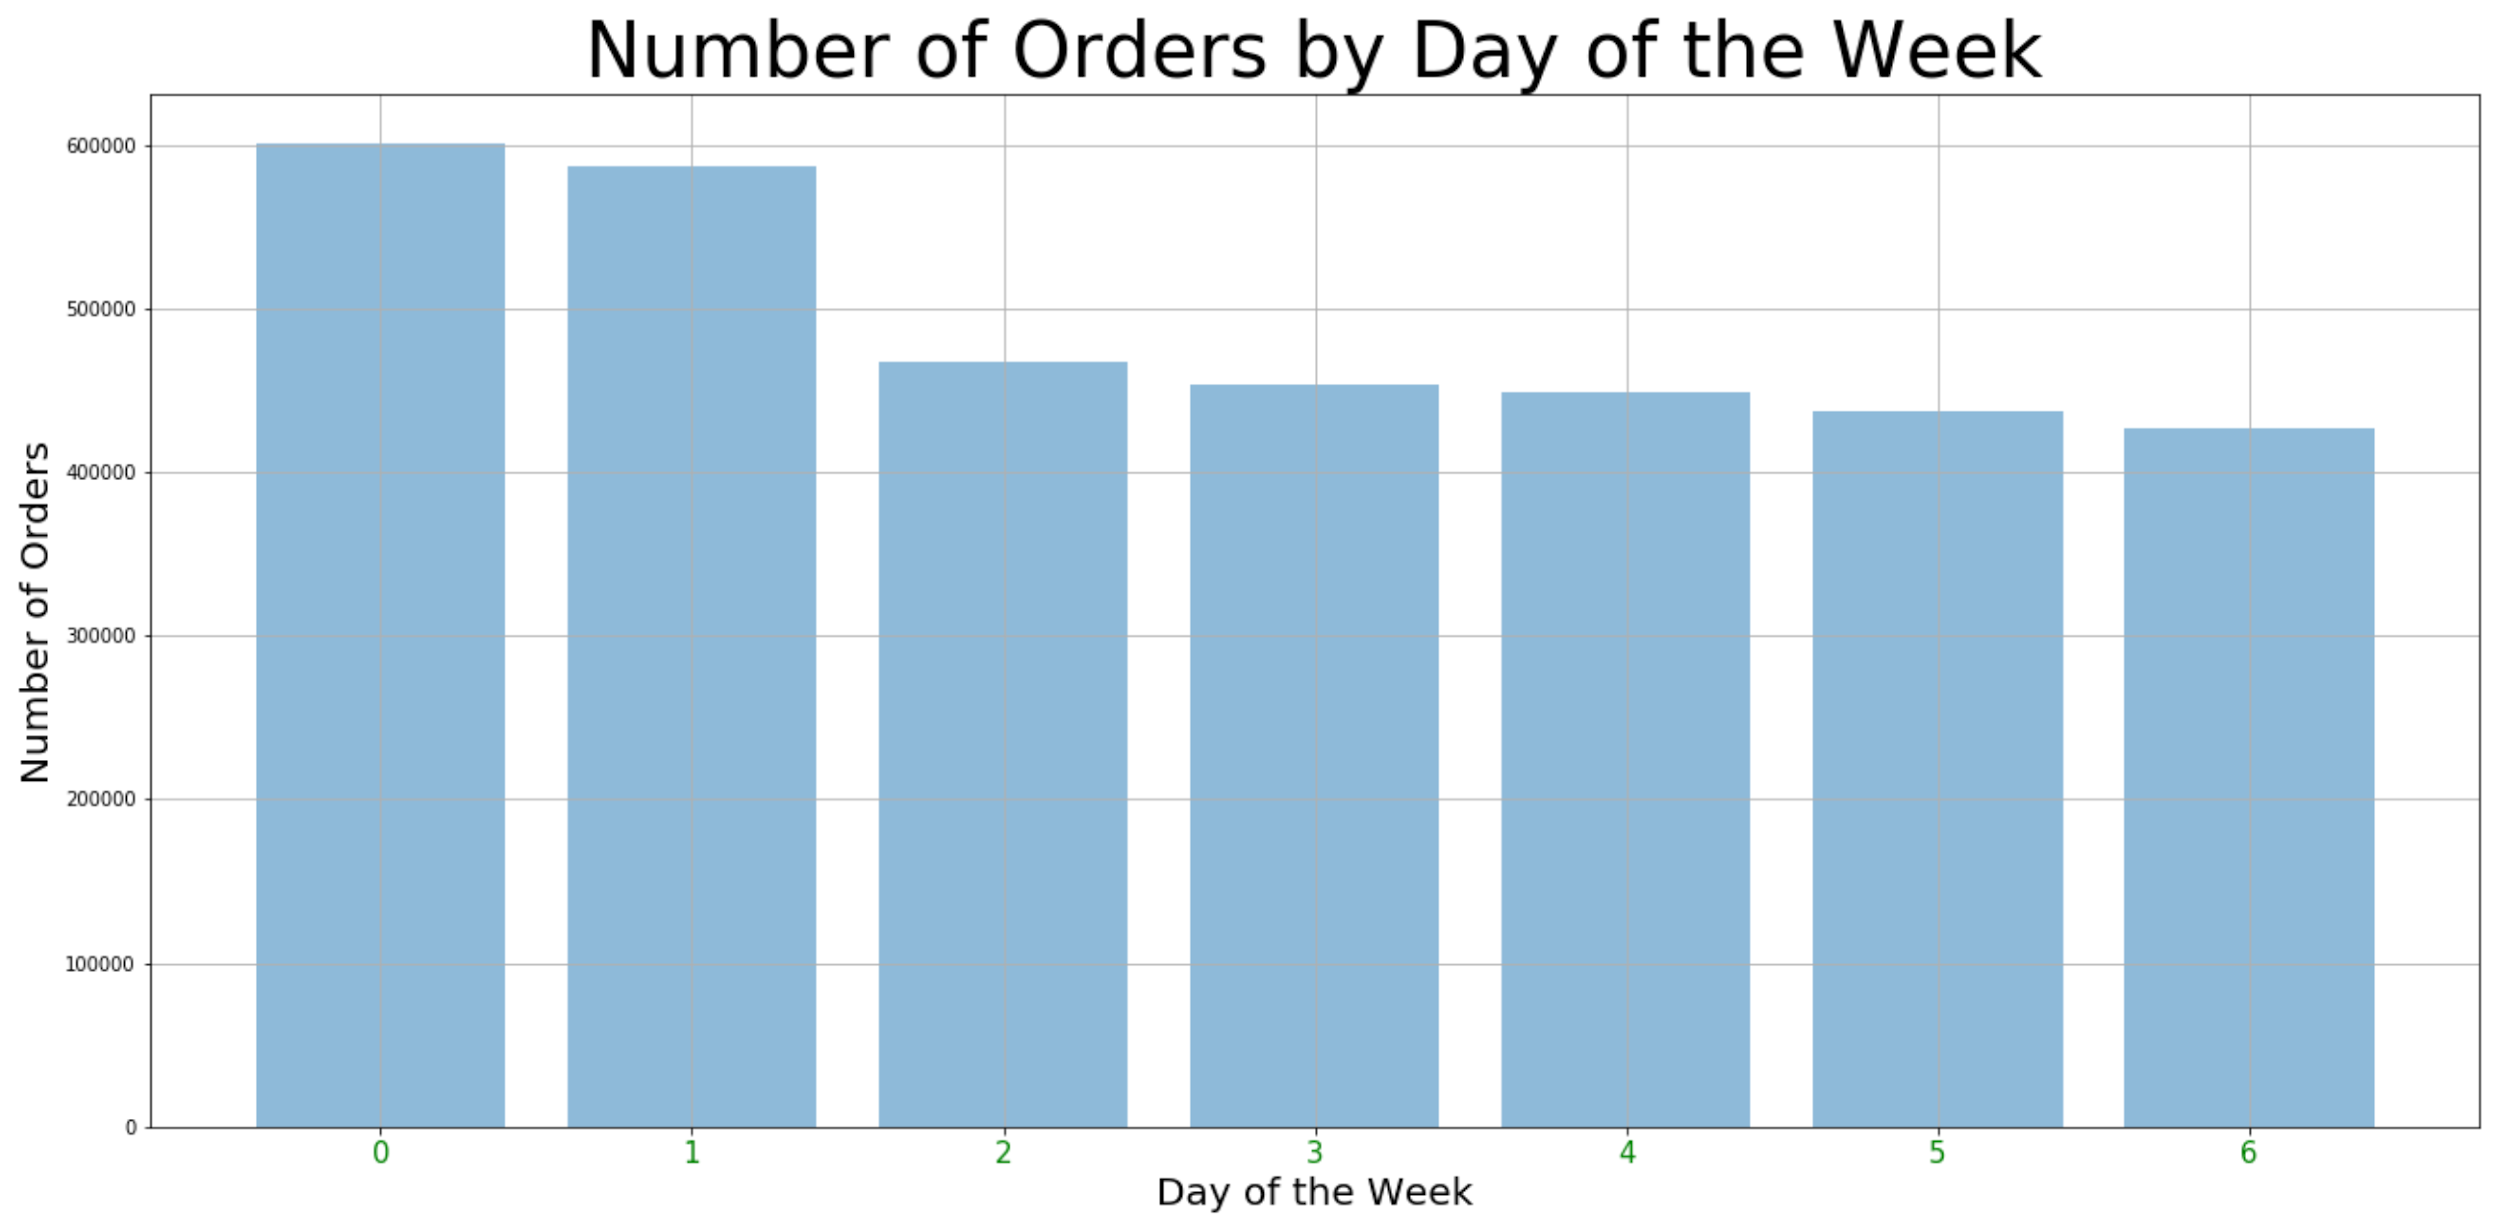 Number of Orders by Day of the Week
600000
500000
400000
300000
200000
100000
0
Number of Orders
0 1 2 3 4 5 6
Day of the Week